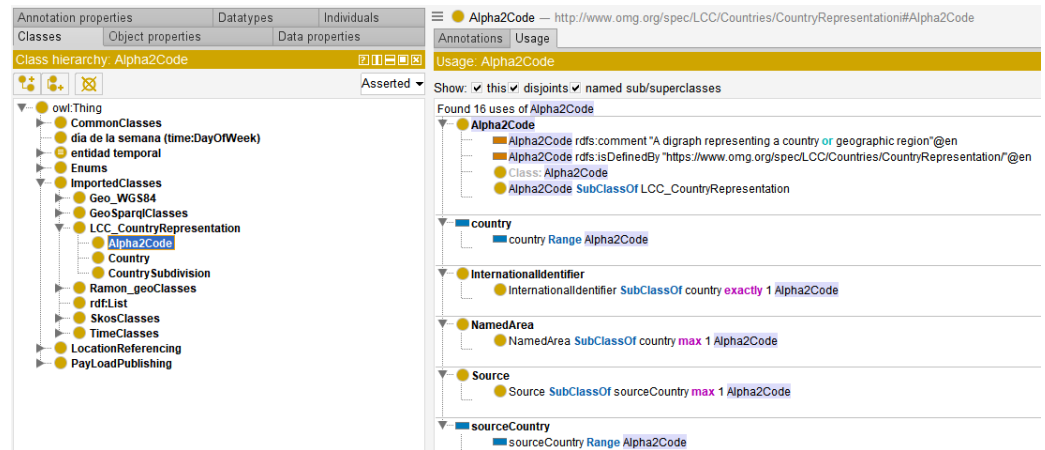 Annotation properties Datatypes Individuals
Classes Object properties Data properties
Class hierarchy: Alpha2Code
Asserted
owl:Thing
CommonClasses
día de la semana (time:DayOfWeek)
entidad temporal
Enums
ImportedClasses
Geo_WGS84
GeoSparqlClasses
LCC_CountryRepresentation
Alpha2Code
Country
CountrySubdivision
Ramon_geoClasses
rdf:List
SkosClasses
TimeClasses
LocationReferencing
PayLoadPublishing
Alpha2Code — http://www.omg.org/spec/LCC/Countries/CountryRepresentationi#Alpha2Code
Annotations Usage
Usage: Alpha2Code
Show: this disjoints named sub/superclasses
Found 16 uses of Alpha2Code
Alpha2Code
Alpha2Code rdfs:comment "A digraph representing a country or geographic region"@en
Alpha2Code rdfs:isDefinedBy "https://www.omg.org/spec/LCC/Countries/CountryRepresentation/"@en
Class: Alpha2Code
Alpha2Code SubClassOf LCC_CountryRepresentation
country
country Range Alpha2Code
InternationalIdentifier
InternationalIdentifier SubClassOf country exactly 1 Alpha2Code
NamedArea
NamedArea SubClassOf country max 1 Alpha2Code
Source
Source SubClassOf sourceCountry max 1 Alpha2Code
sourceCountry
sourceCountry Range Alpha2Code